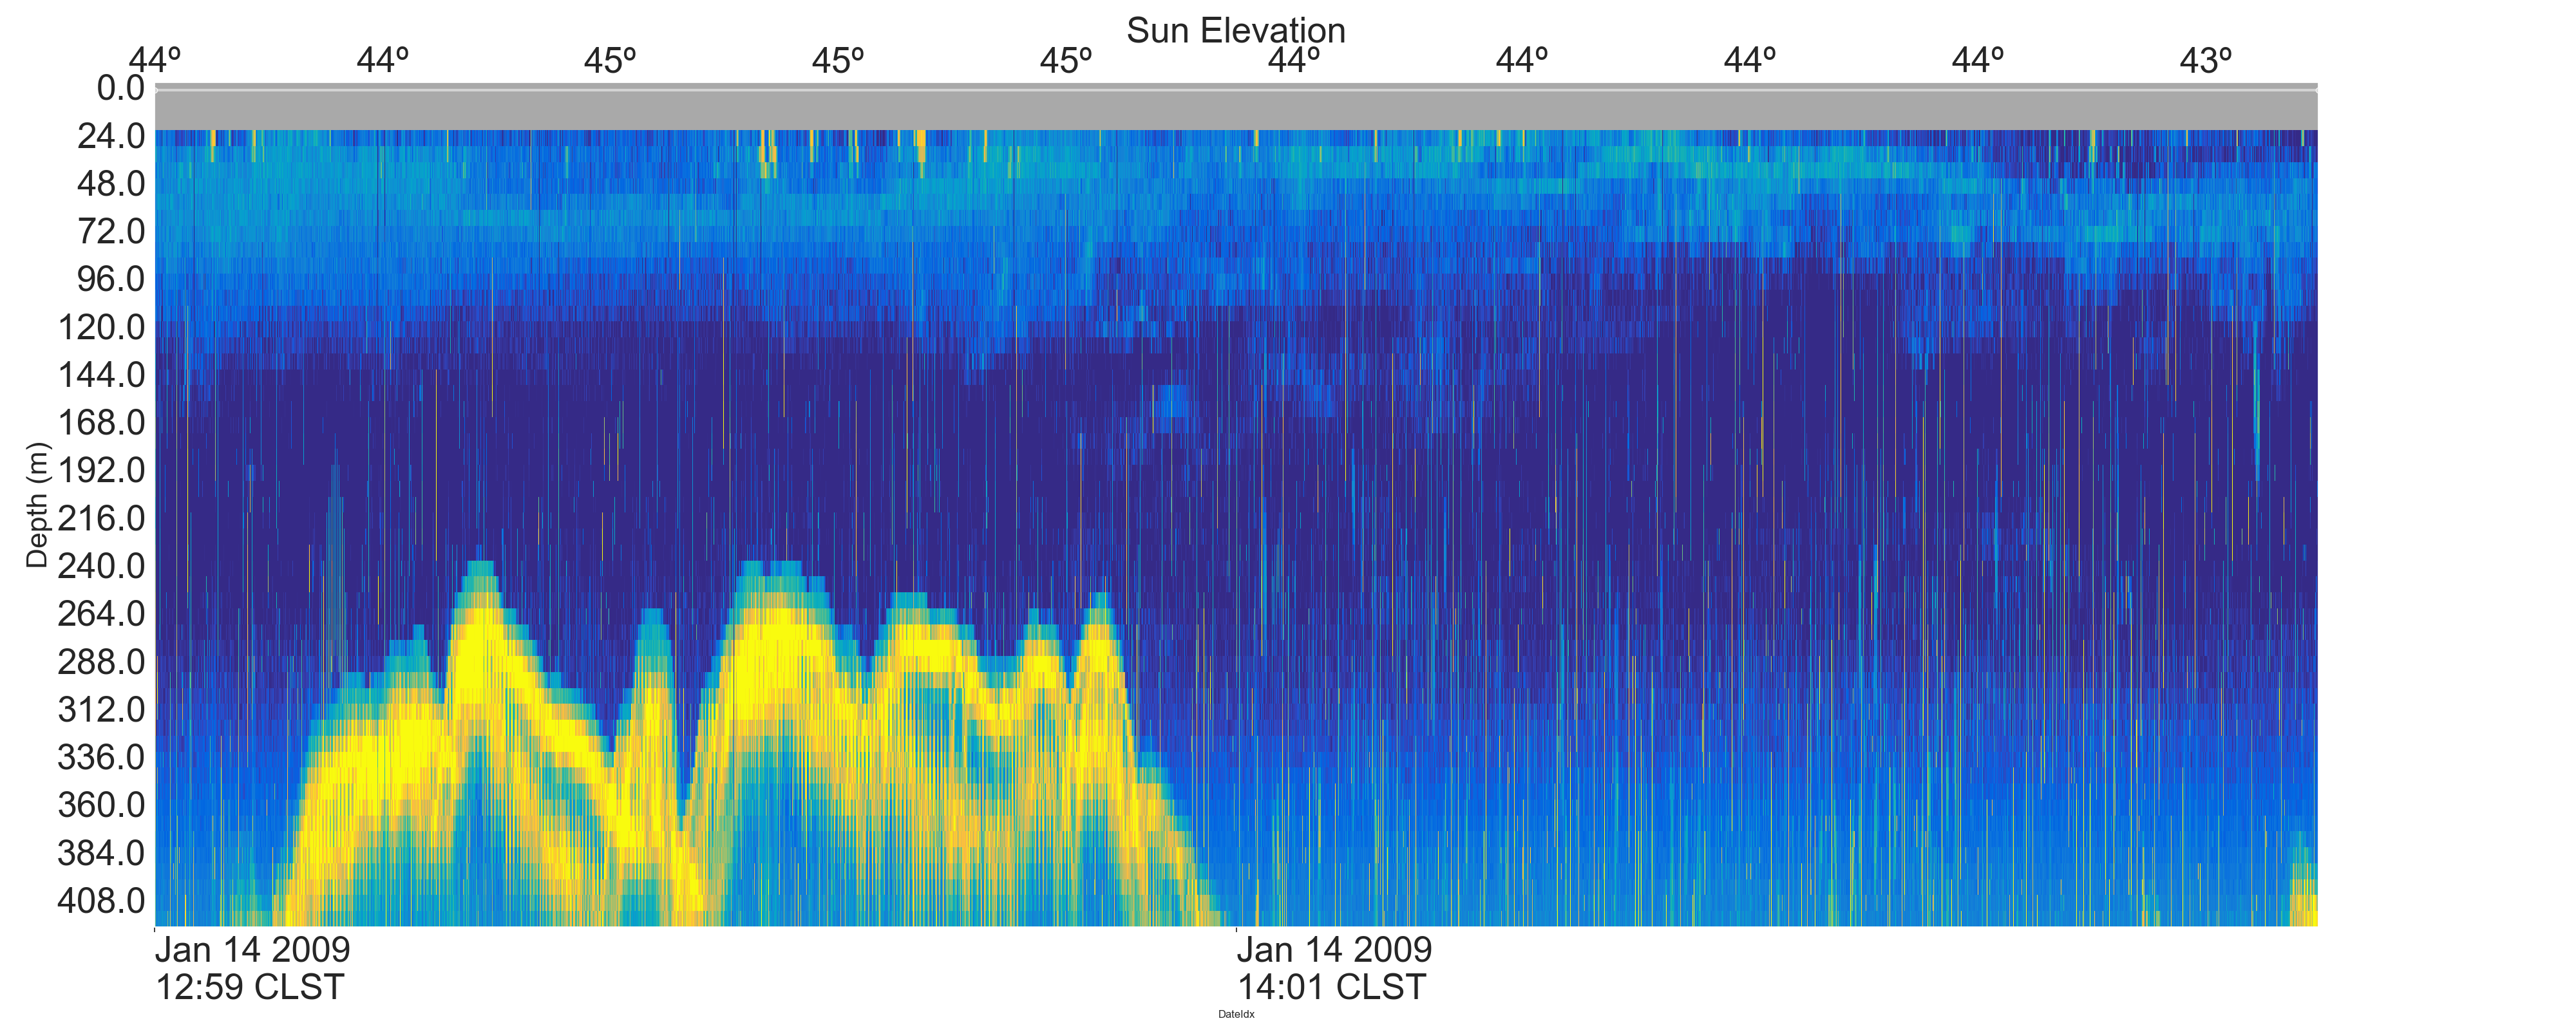 Sun Elevation
44º 44º 45º 45º 45º 44º 44º 44º 44º 43º
0.0
24.0
48.0
72.0
96.0
120.0
144.0
168.0
192.0
216.0
240.0
264.0
288.0
312.0
336.0
360.0
384.0
408.0
Depth (m)
Jan 14 2009
12:59 CLST
Jan 14 2009
14:01 CLST
DateIdx